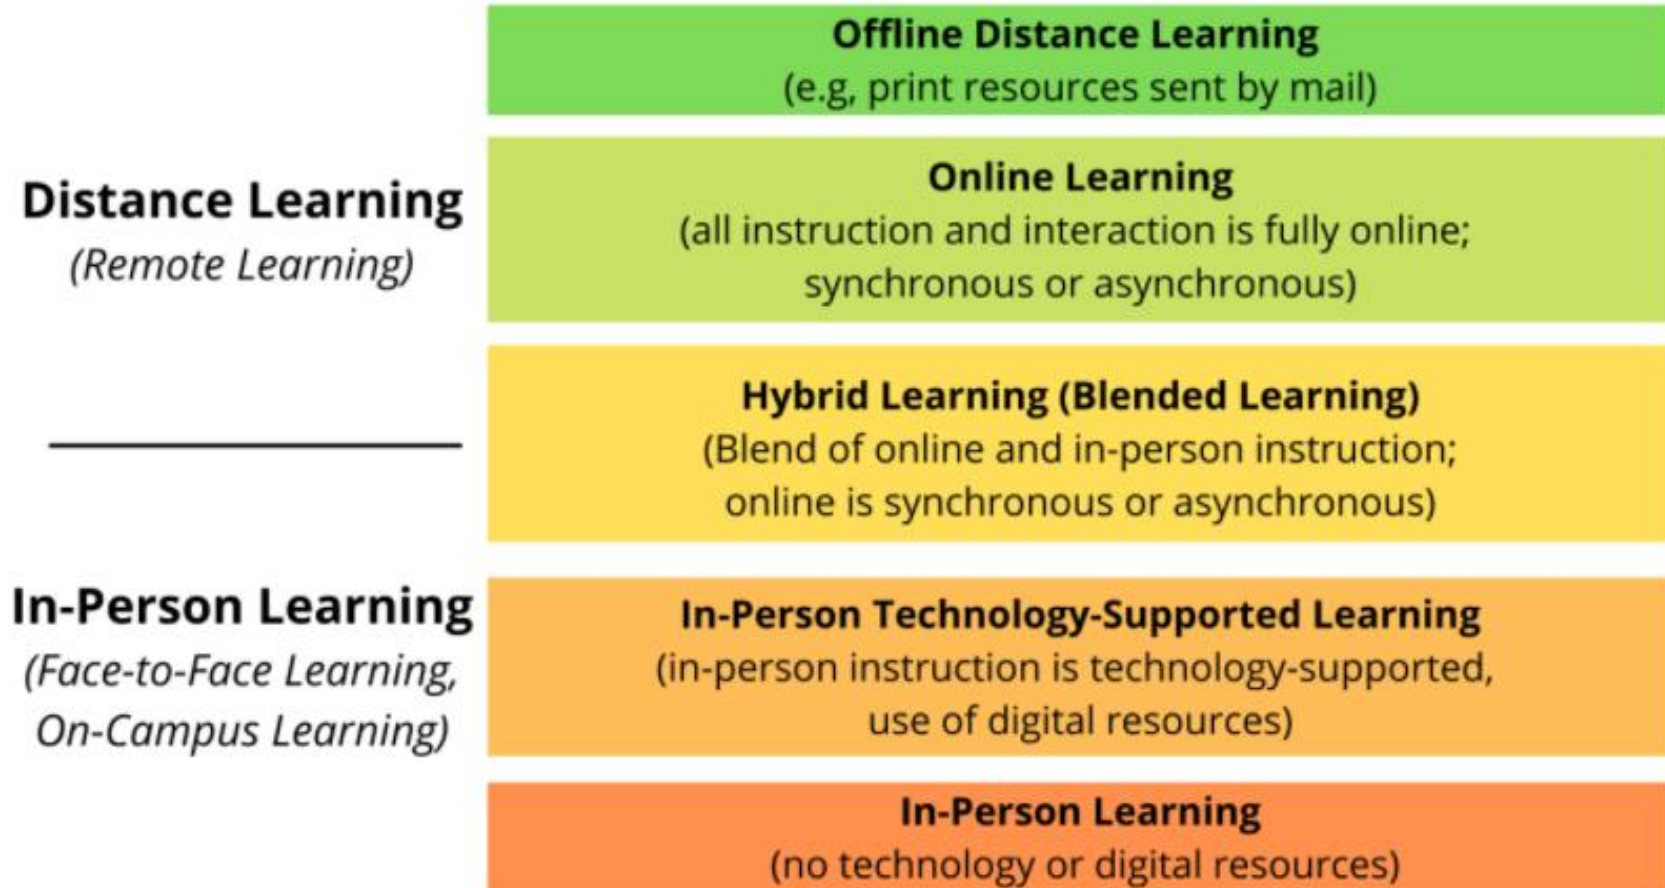 Distance Learning
(Remote Learning)
In-Person Learning
(Face-to-Face Learning,
On-Campus Learning)
Offline Distance Learning
(e.g, print resources sent by mail)
Online Learning
(all instruction and interaction is fully online;
synchronous or asynchronous)
Hybrid Learning (Blended Learning)
(Blend of online and in-person instruction;
online is synchronous or asynchronous)
In-Person Technology-Supported Learning
(in-person instruction is technology-supported,
use of digital resources)
In-Person Learning
(no technology or digital resources)